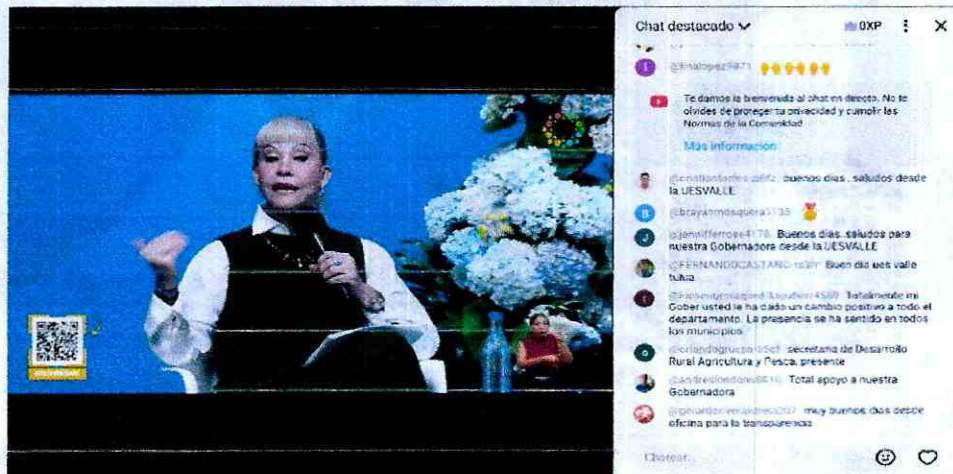 Chat destacado
0XP
Te damos la bienvenida al chat en directo. No te
olvides de proteger tu privacidad y cumplir las
Normas de la Comunidad.
Más información
buenos dias , saludos desde
la UESVALLE
@brayanmosquera1135
Buenos dias saludos para
nuestra Gobernadora desde la UESVALLE
Buen dia ues valle
tulua
Totalmente mi
Gober usted le ha dado un cambio positivo a todo el
departamento. La presencia se ha sentido en todos
los municipios
secretaria de Desarrollo
Rural Agricultura y Pesca, presente
Total apoyo a nuestra
Gobernadora
muy buenos dias desde
oficina para la transparencia
Chatear...